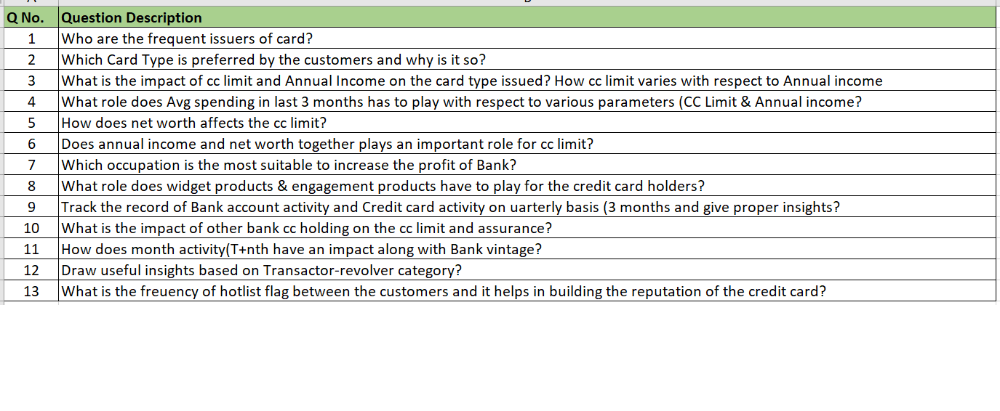 Q No. Question Description
1 Who are the frequent issuers of card?
2 Which Card Type is preferred by the customers and why is it so?
3 What is the impact of cc limit and Annual Income on the card type issued? How cc limit varies with respect to Annual income
4 What role does Avg spending in last 3 months has to play with respect to various parameters (CC Limit & Annual income?
5 How does net worth affects the cc limit?
6 Does annual income and net worth together plays an important role for cc limit?
7 Which occupation is the most suitable to increase the profit of Bank?
8 What role does widget products & engagement products have to play for the credit card holders?
9 Track the record of Bank account activity and Credit card activity on uarterly basis (3 months and give proper insights?
10 What is the impact of other bank cc holding on the cc limit and assurance?
11 How does month activity(T+nth have an impact along with Bank vintage?
12 Draw useful insights based on Transactor-revolver category?
13 What is the freuency of hotlist flag between the customers and it helps in building the reputation of the credit card?